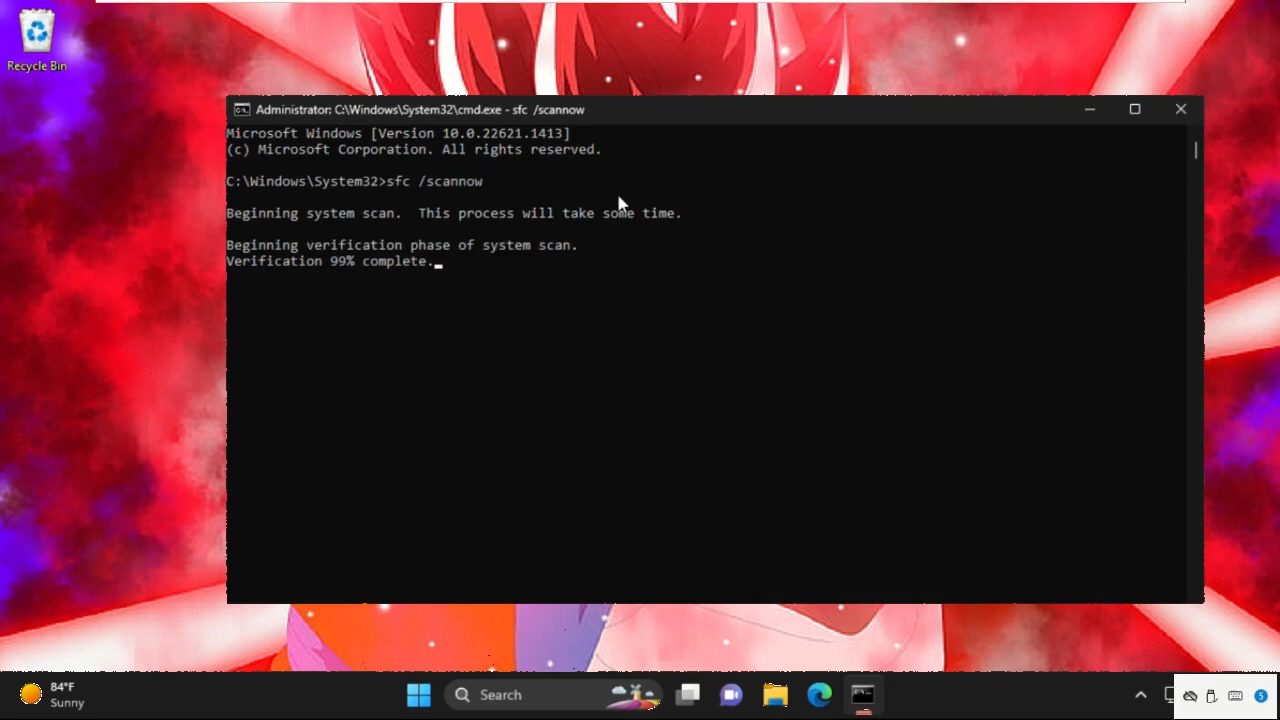 Recycle Bin
Administrator: C:\Windows\System32\cmd.exe - sfc  /scannow
Microsoft Windows [Version 10.0.22621.1413]
(c) Microsoft Corporation. All rights reserved.
C:\Windows\System32>sfc /scannow
Beginning system scan.  This process will take some time.
Beginning verification phase of system scan.
Verification 99% complete.
84°F
Sunny
Search
5